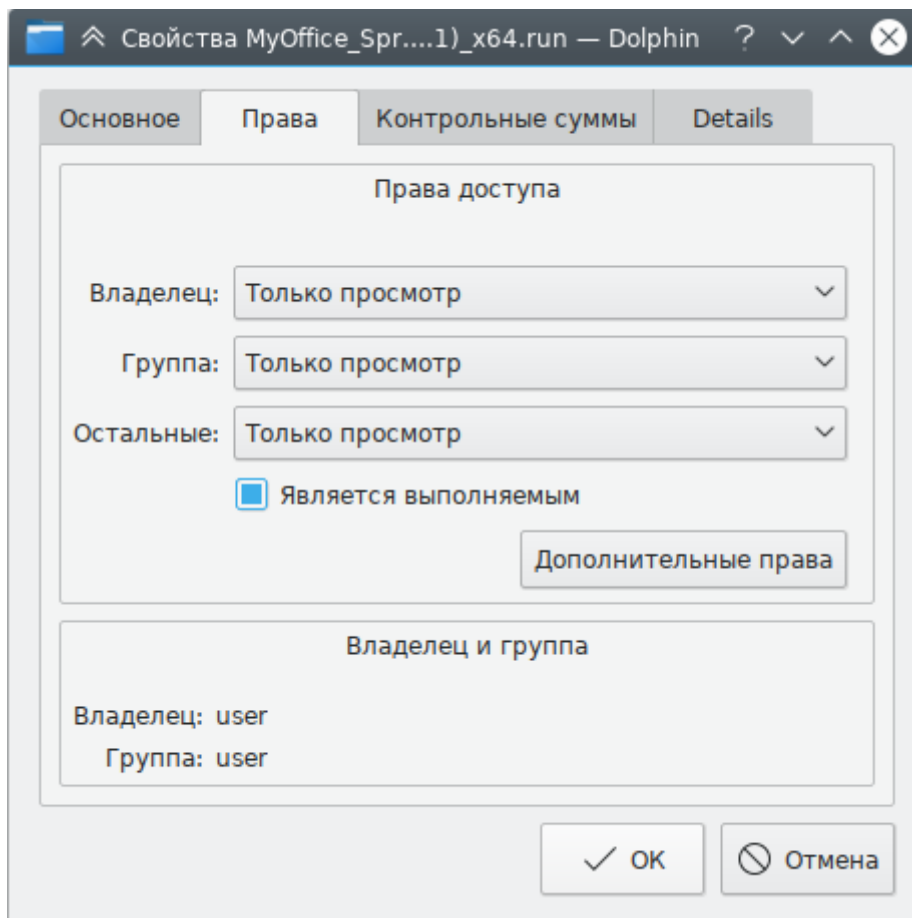 Свойства MyOffice_Spr....1)_x64.run — Dolphin ?
Основное Права Контрольные суммы Details
Права доступа
Владелец: Только просмотр
Группа: Только просмотр
Остальные: Только просмотр
Является выполняемым
Дополнительные права
Владелец и группа
Владелец: user
Группа: user
ОК Отмена